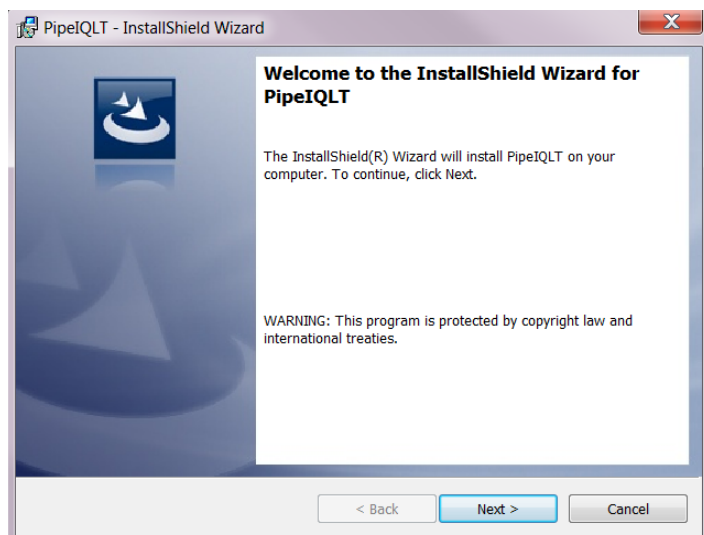 PipeIQLT - InstallShield Wizard
Welcome to the InstallShield Wizard for
PipeIQLT
The InstallShield(R) Wizard will install PipeIQLT on your
computer. To continue, click Next.
WARNING: This program is protected by copyright law and
international treaties.
< Back Next > Cancel